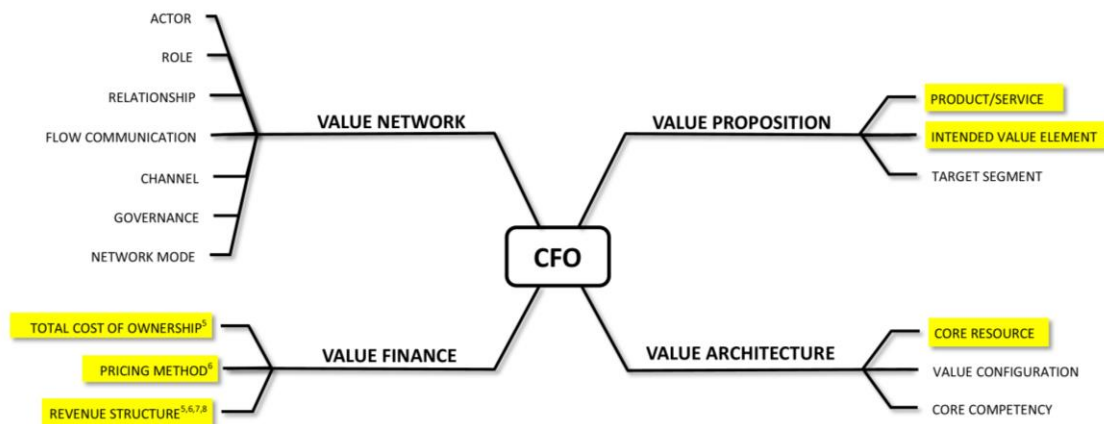 ACTOR
ROLE
RELATIONSHIP
FLOW COMMUNICATION
CHANNEL
GOVERNANCE
NETWORK MODE
VALUE NETWORK
VALUE PROPOSITION
PRODUCT/SERVICE
INTENDED VALUE ELEMENT
TARGET SEGMENT
CFO
TOTAL COST OF OWNERSHIP⁵
PRICING METHOD⁶
REVENUE STRUCTURE⁵,⁶,⁷,⁸
VALUE FINANCE
VALUE ARCHITECTURE
CORE RESOURCE
VALUE CONFIGURATION
CORE COMPETENCY